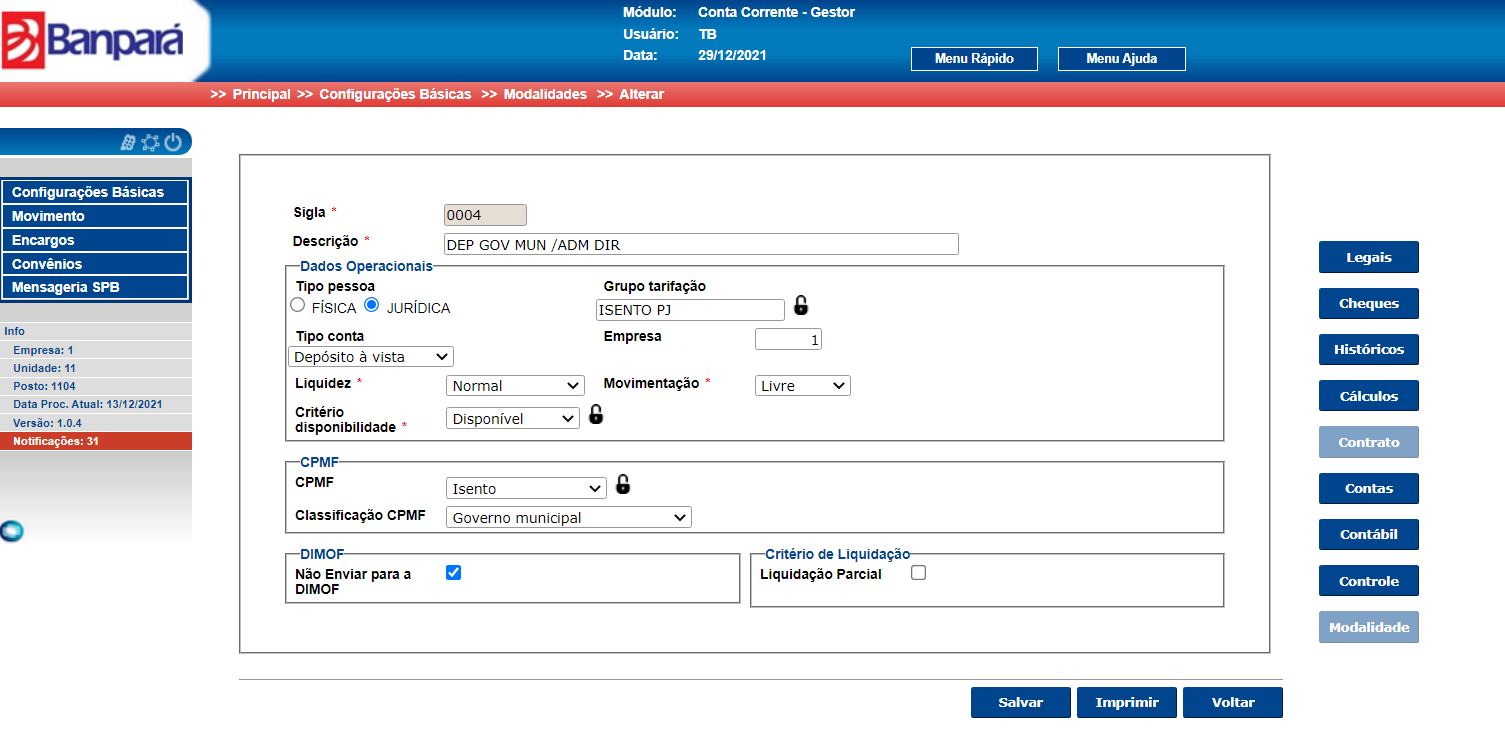 Banpará
Módulo: Conta Corrente - Gestor
Usuário: TB
Data: 29/12/2021
Menu Rápido Menu Ajuda
>> Principal >> Configurações Básicas >> Modalidades >> Alterar
Configurações Básicas
Movimento
Encargos
Convênios
Mensageria SPB
Info
Empresa: 1
Unidade: 11
Posto: 1104
Data Proc. Atual: 13/12/2021
Versão: 1.0.4
Notificações: 31
Sigla * 0004
Descrição * DEP GOV MUN /ADM DIR
Dados Operacionais
Tipo pessoa Grupo tarifação
FÍSICA JURÍDICA ISENTO PJ
Tipo conta Empresa 1
Depósito à vista
Liquidez * Normal Movimentação * Livre
Critério
disponibilidade * Disponível
CPMF
CPMF Isento
Classificação CPMF Governo municipal
DIMOF Critério de Liquidação
Não Enviar para a Liquidação Parcial
DIMOF
Legais
Cheques
Históricos
Cálculos
Contrato
Contas
Contábil
Controle
Modalidade
Salvar Imprimir Voltar